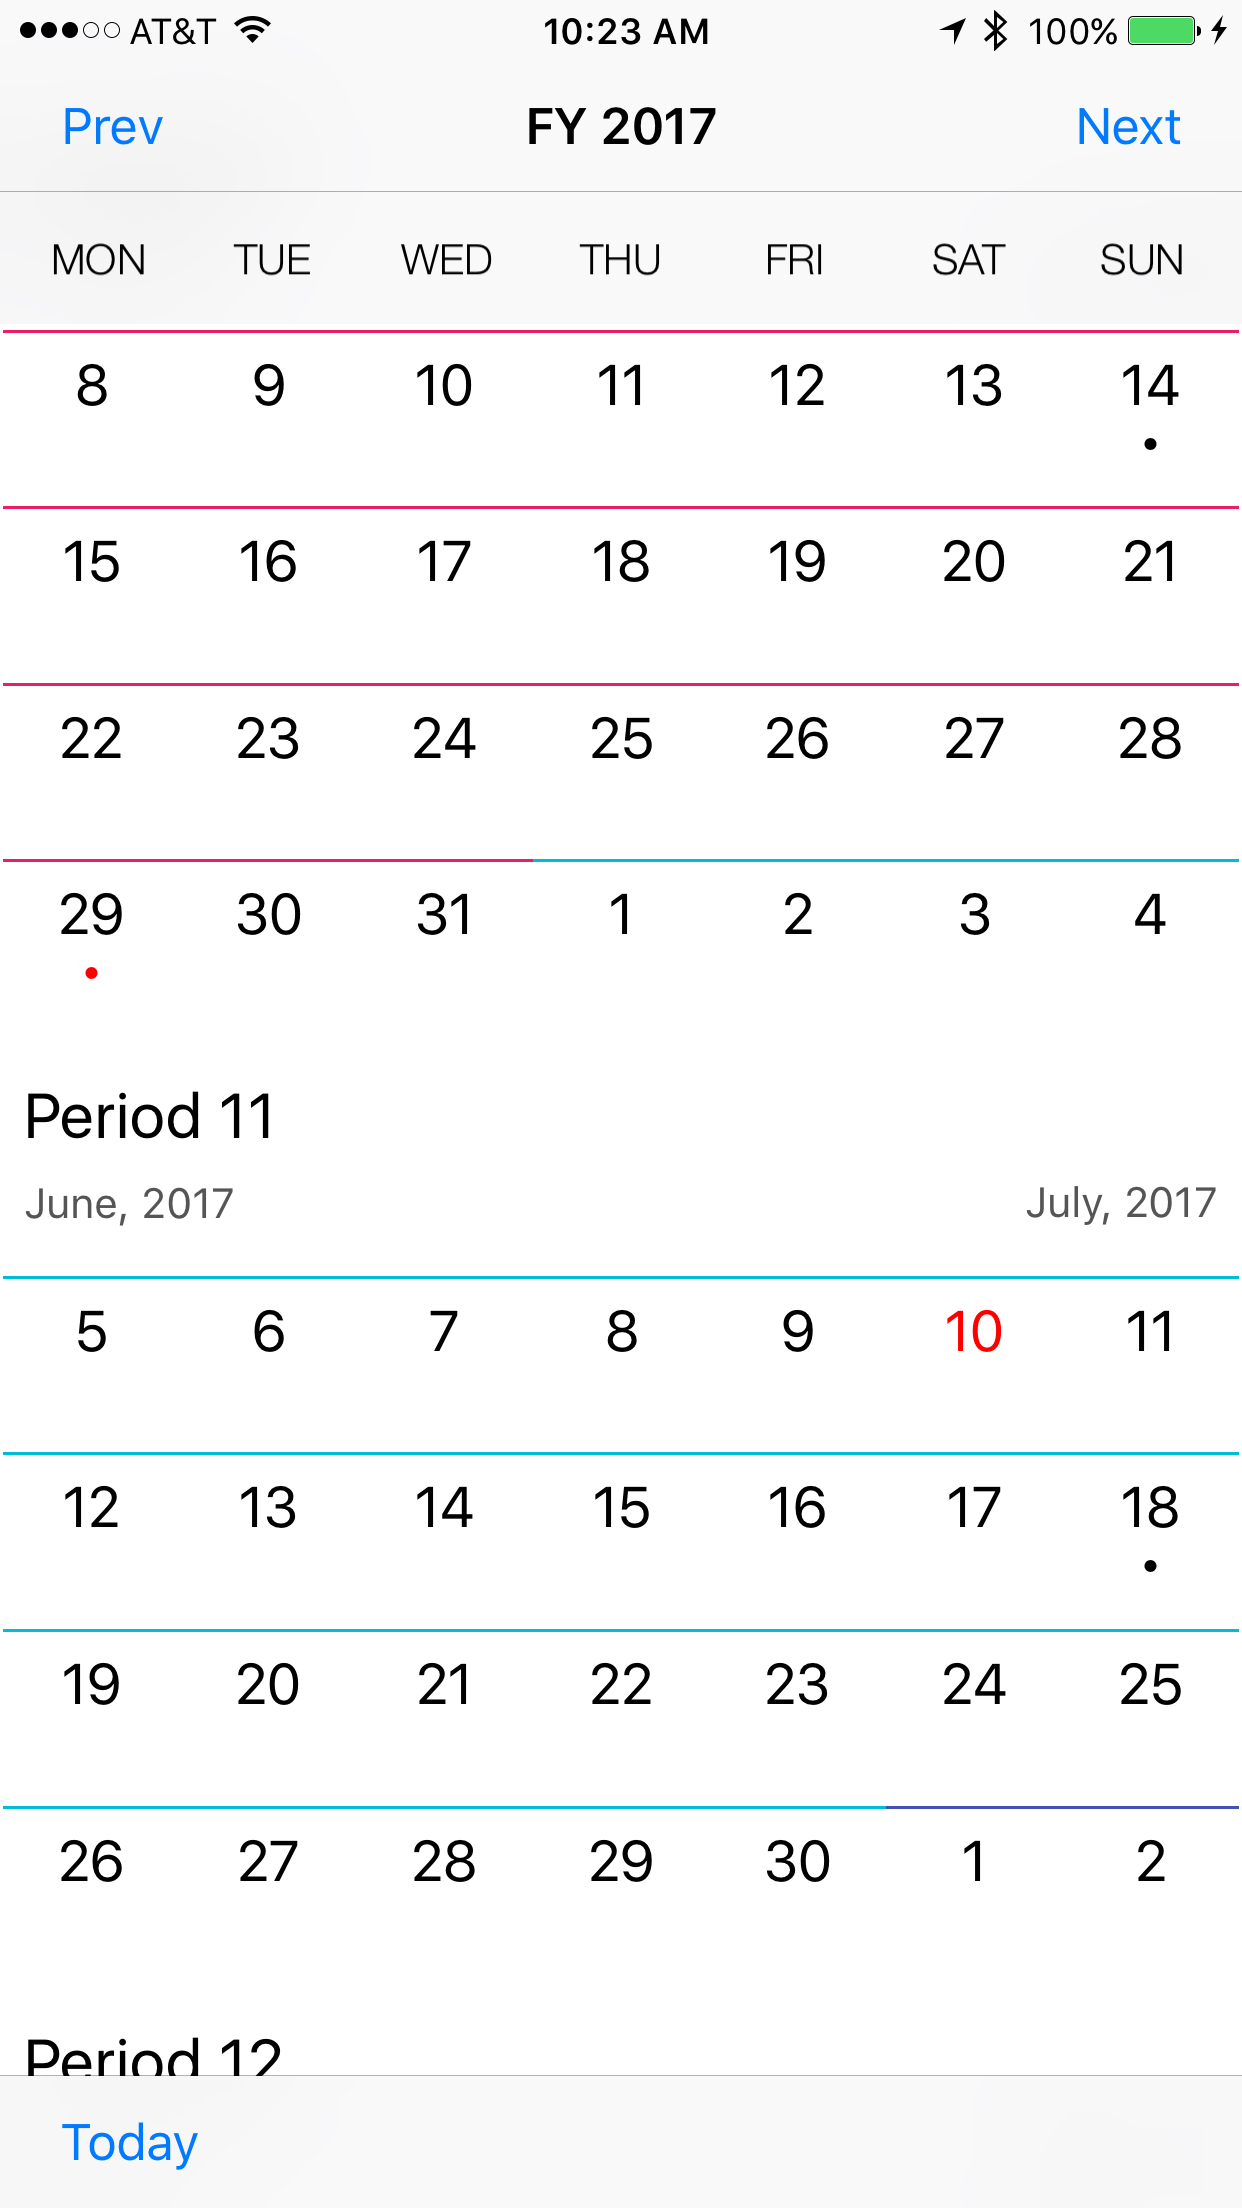 AT&T 10:23 AM 100%
Prev FY 2017 Next
MON TUE WED THU FRI SAT SUN
8 9 10 11 12 13 14
15 16 17 18 19 20 21
22 23 24 25 26 27 28
29 30 31 1 2 3 4
Period 11
June, 2017 July, 2017
5 6 7 8 9 10 11
12 13 14 15 16 17 18
19 20 21 22 23 24 25
26 27 28 29 30 1 2
Period 12
Today